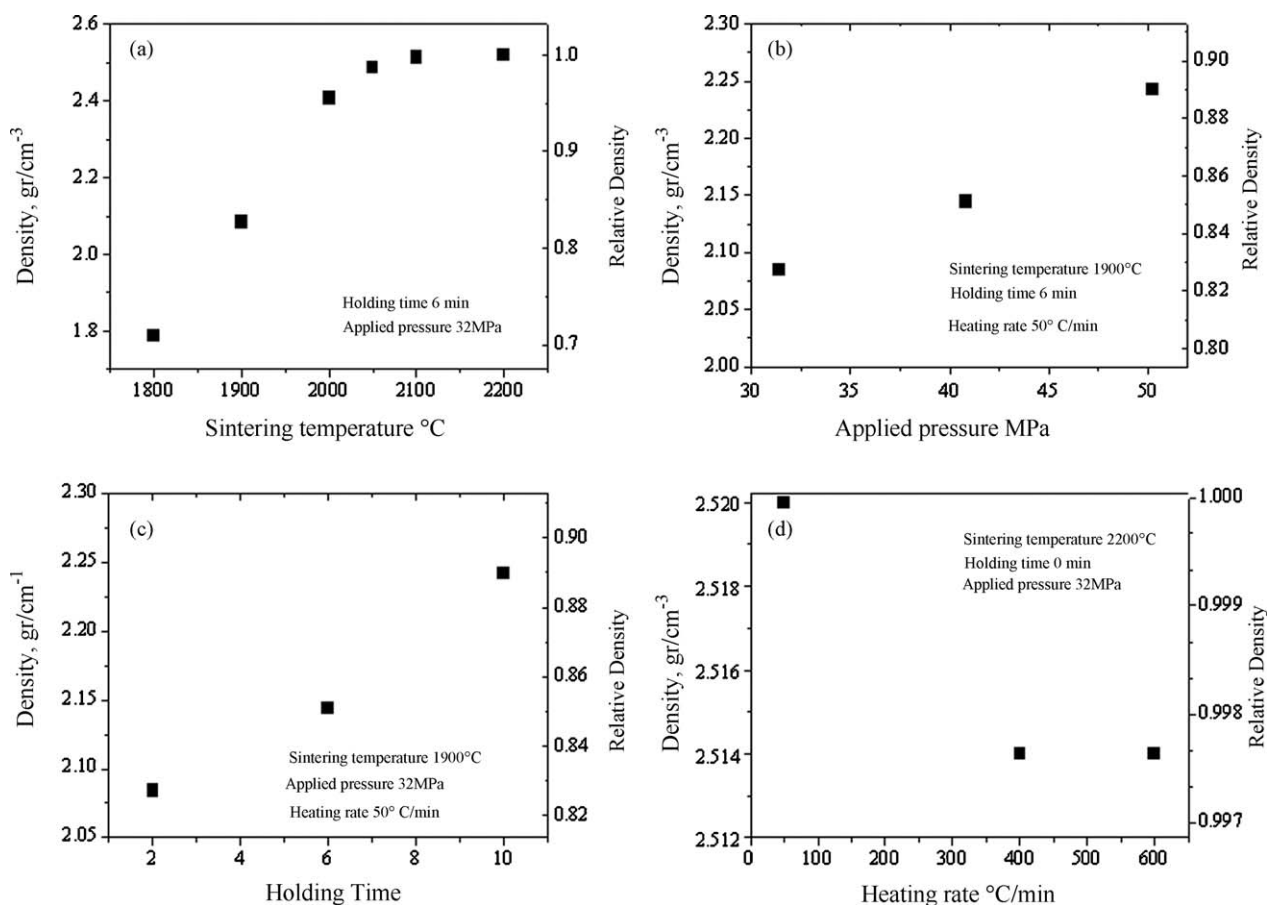 (a)
2.6
2.4
2.2
2.0
1.8
1.0
0.9
0.8
0.7
Density, gr/cm-3
Relative Density
Holding time 6 min
Applied pressure 32MPa
1800 1900 2000 2100 2200
Sintering temperature °C
(b)
2.30
2.25
2.20
2.15
2.10
2.05
2.00
0.90
0.88
0.86
0.84
0.82
0.80
Density, gr/cm-3
Relative Density
Sintering temperature 1900°C
Holding time 6 min
Heating rate 50° C/min
30 35 40 45 50
Applied pressure MPa
(c)
2.30
2.25
2.20
2.15
2.10
2.05
0.90
0.88
0.86
0.84
0.82
Density, gr/cm-1
Relative Density
Sintering temperature 1900°C
Applied pressure 32MPa
Heating rate 50° C/min
2 4 6 8 10
Holding Time
(d)
2.520
2.518
2.516
2.514
2.512
1.000
0.999
0.998
0.997
Density, gr/cm-3
Relative Density
Sintering temperature 2200°C
Holding time 0 min
Applied pressure 32MPa
0 100 200 300 400 500 600
Heating rate °C/min